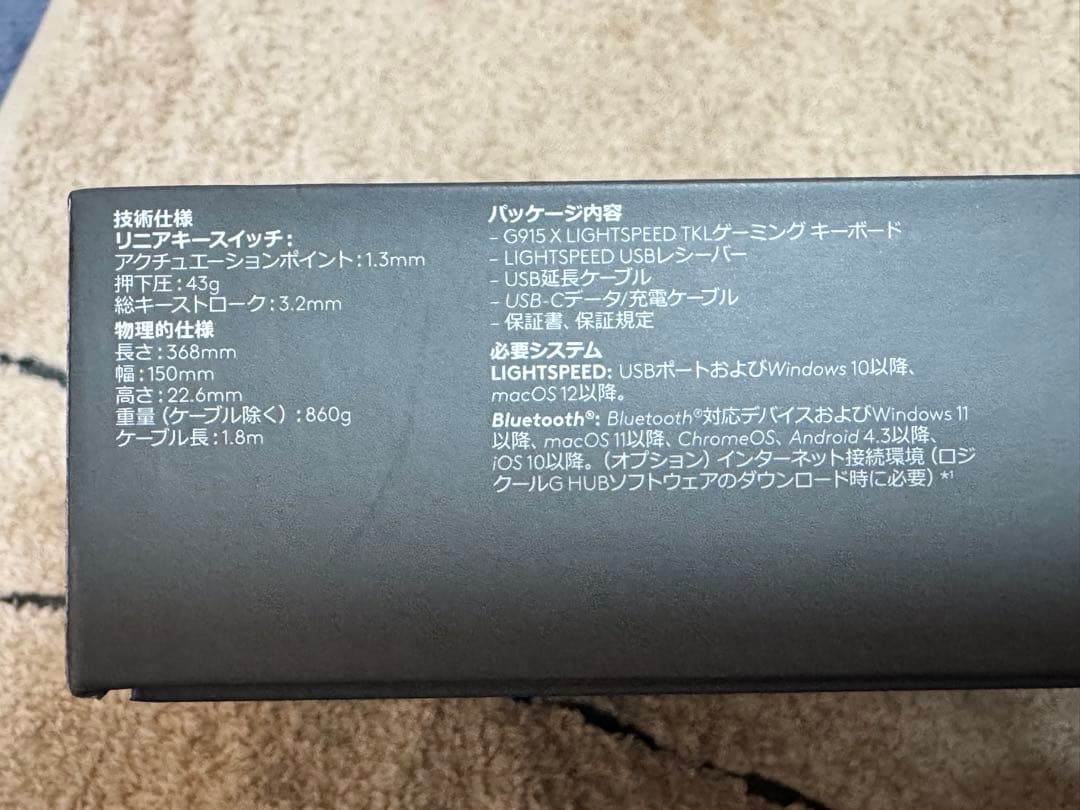 技術仕様
リニアキースイッチ:
アクチュエーションポイント:1.3mm
押下圧:43g
総キーストローク:3.2mm
物理的仕様
長さ:368mm
幅:150mm
高さ:22.6mm
重量(ケーブル除く):860g
ケーブル長:1.8m
パッケージ内容
– G915 X LIGHTSPEED TKLゲーミング キーボード
– LIGHTSPEED USBレシーバー
– USB延長ケーブル
– USB-Cデータ/充電ケーブル
– 保証書、保証規定
必要システム
LIGHTSPEED: USBポートおよびWindows 10以降、
macOS 12以降。
Bluetooth®: Bluetooth®対応デバイスおよびWindows 11
以降、macOS 11以降、ChromeOS、Android 4.3以降、
iOS 10以降。(オプション) インターネット接続環境 (ロジ
クールG HUBソフトウェアのダウンロード時に必要) *¹